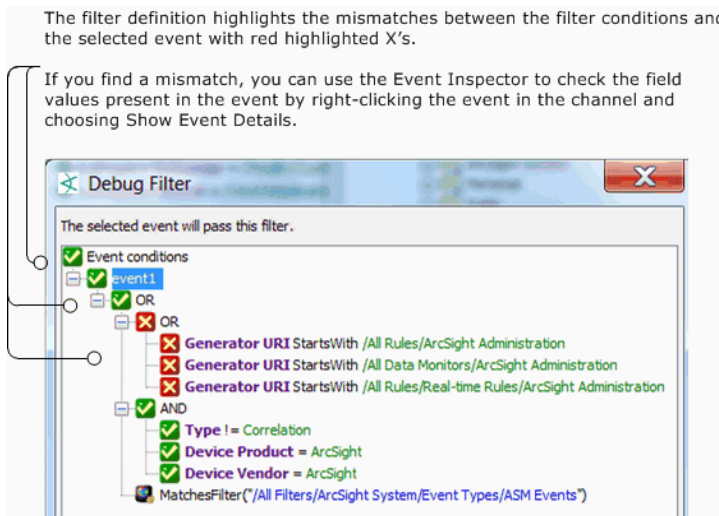 The filter definition highlights the mismatches between the filter conditions and
the selected event with red highlighted X's.
If you find a mismatch, you can use the Event Inspector to check the field
values present in the event by right-clicking the event in the channel and
choosing Show Event Details.
Debug Filter
The selected event will pass this filter.
Event conditions
event1
OR
OR
Generator URI StartsWith /All Rules/ArcSight Administration
Generator URI StartsWith /All Data Monitors/ArcSight Administration
Generator URI StartsWith /All Rules/Real-time Rules/ArcSight Administration
AND
Type != Correlation
Device Product = ArcSight
Device Vendor = ArcSight
MatchesFilter("/All Filters/ArcSight System/Event Types/ASM Events")